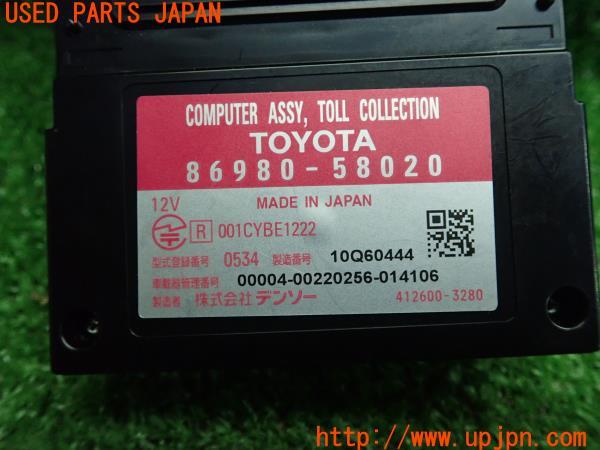 USED PARTS JAPAN
COMPUTER ASSY, TOLL COLLECTION
TOYOTA
86980-58020
12V
MADE IN JAPAN
R 001CYBE1222
型式登録番号 0534 製造番号 10Q60444
車載器管理番号 00004-00220256-014106
製造者 株式会社デンソー 412600-3280
http://www.upjpn.com/